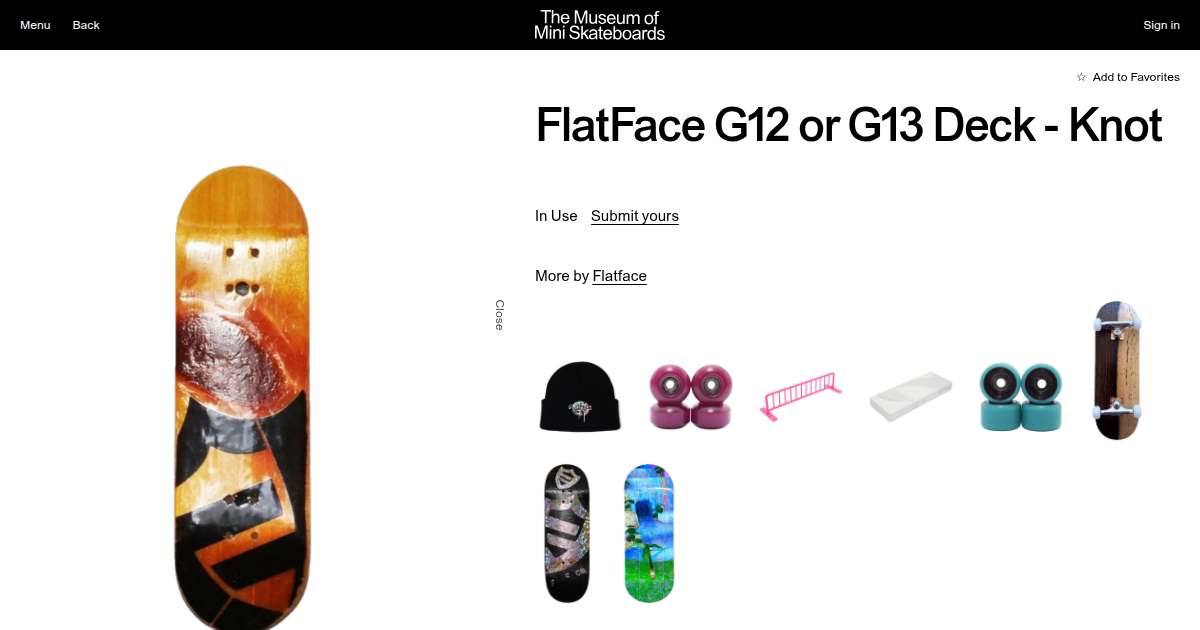 Menu
Back
The Museum of
Mini Skateboards
Sign in
☆ Add to Favorites
FlatFace G12 or G13 Deck - Knot
In Use Submit yours
More by Flatface
Close